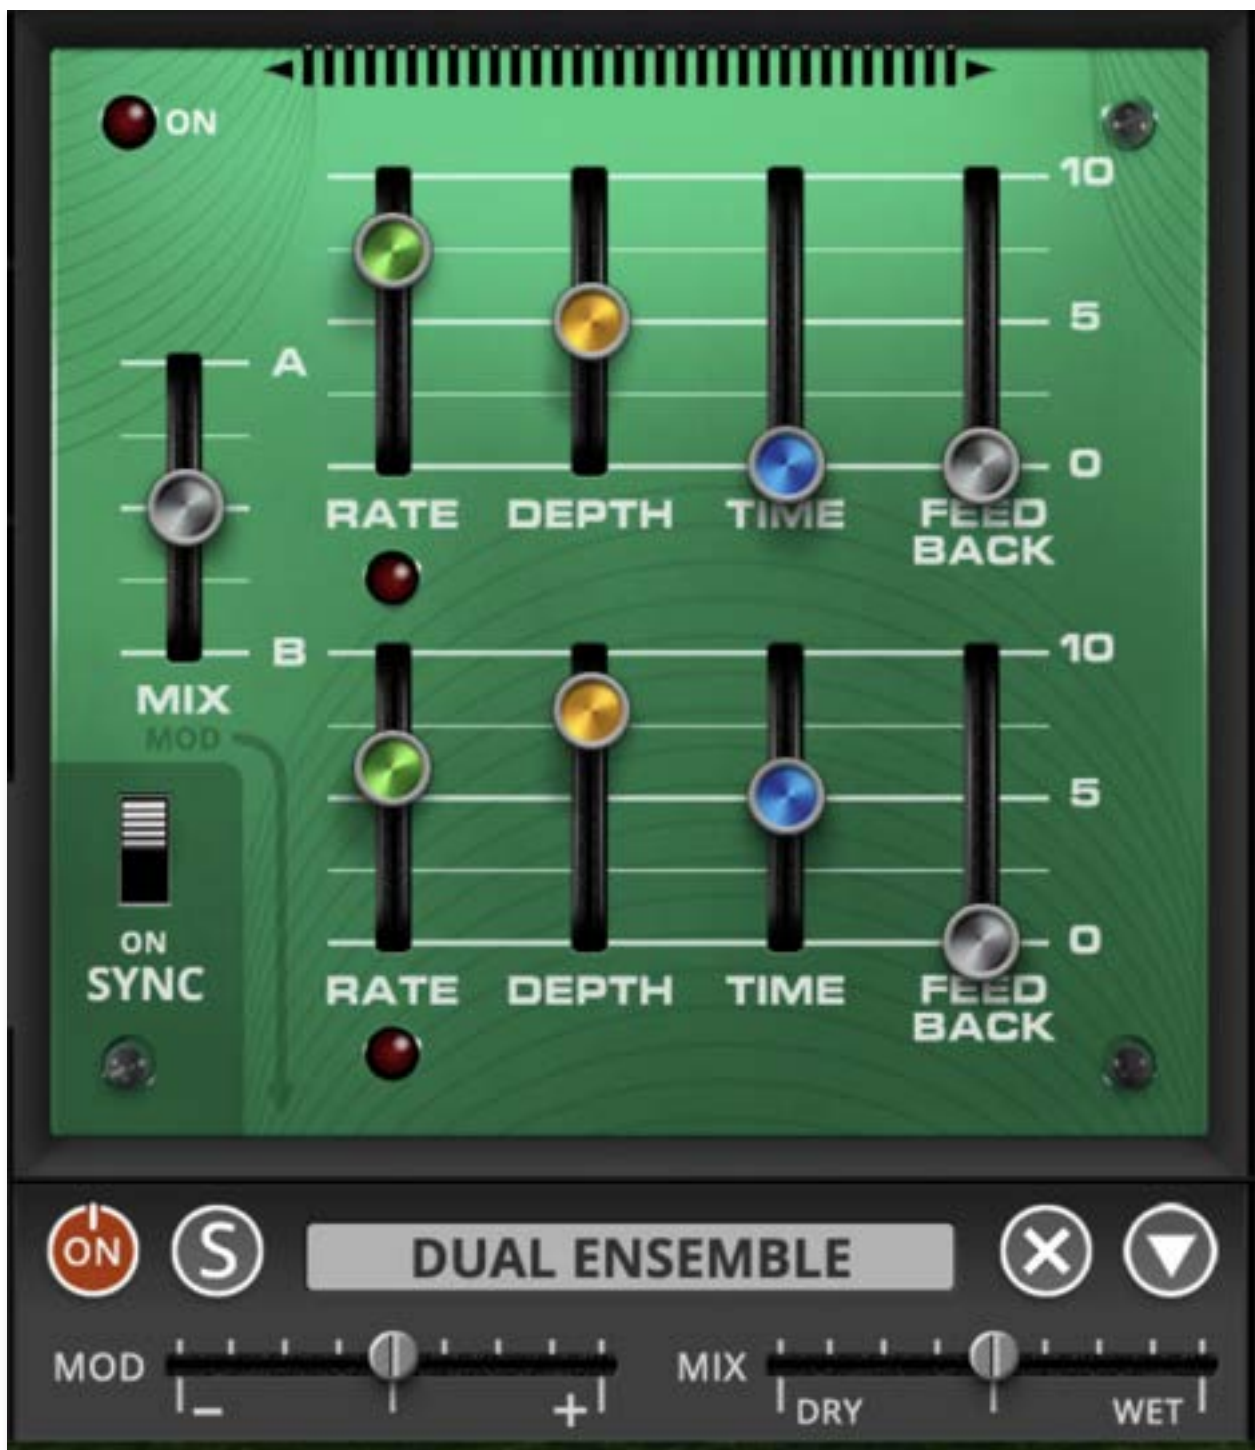 ON
10
5
0
A
B
MIX
MOD
RATE DEPTH TIME FEED
BACK
10
5
0
RATE DEPTH TIME FEED
BACK
ON
SYNC
ON S DUAL ENSEMBLE
MOD - +
MIX DRY WET